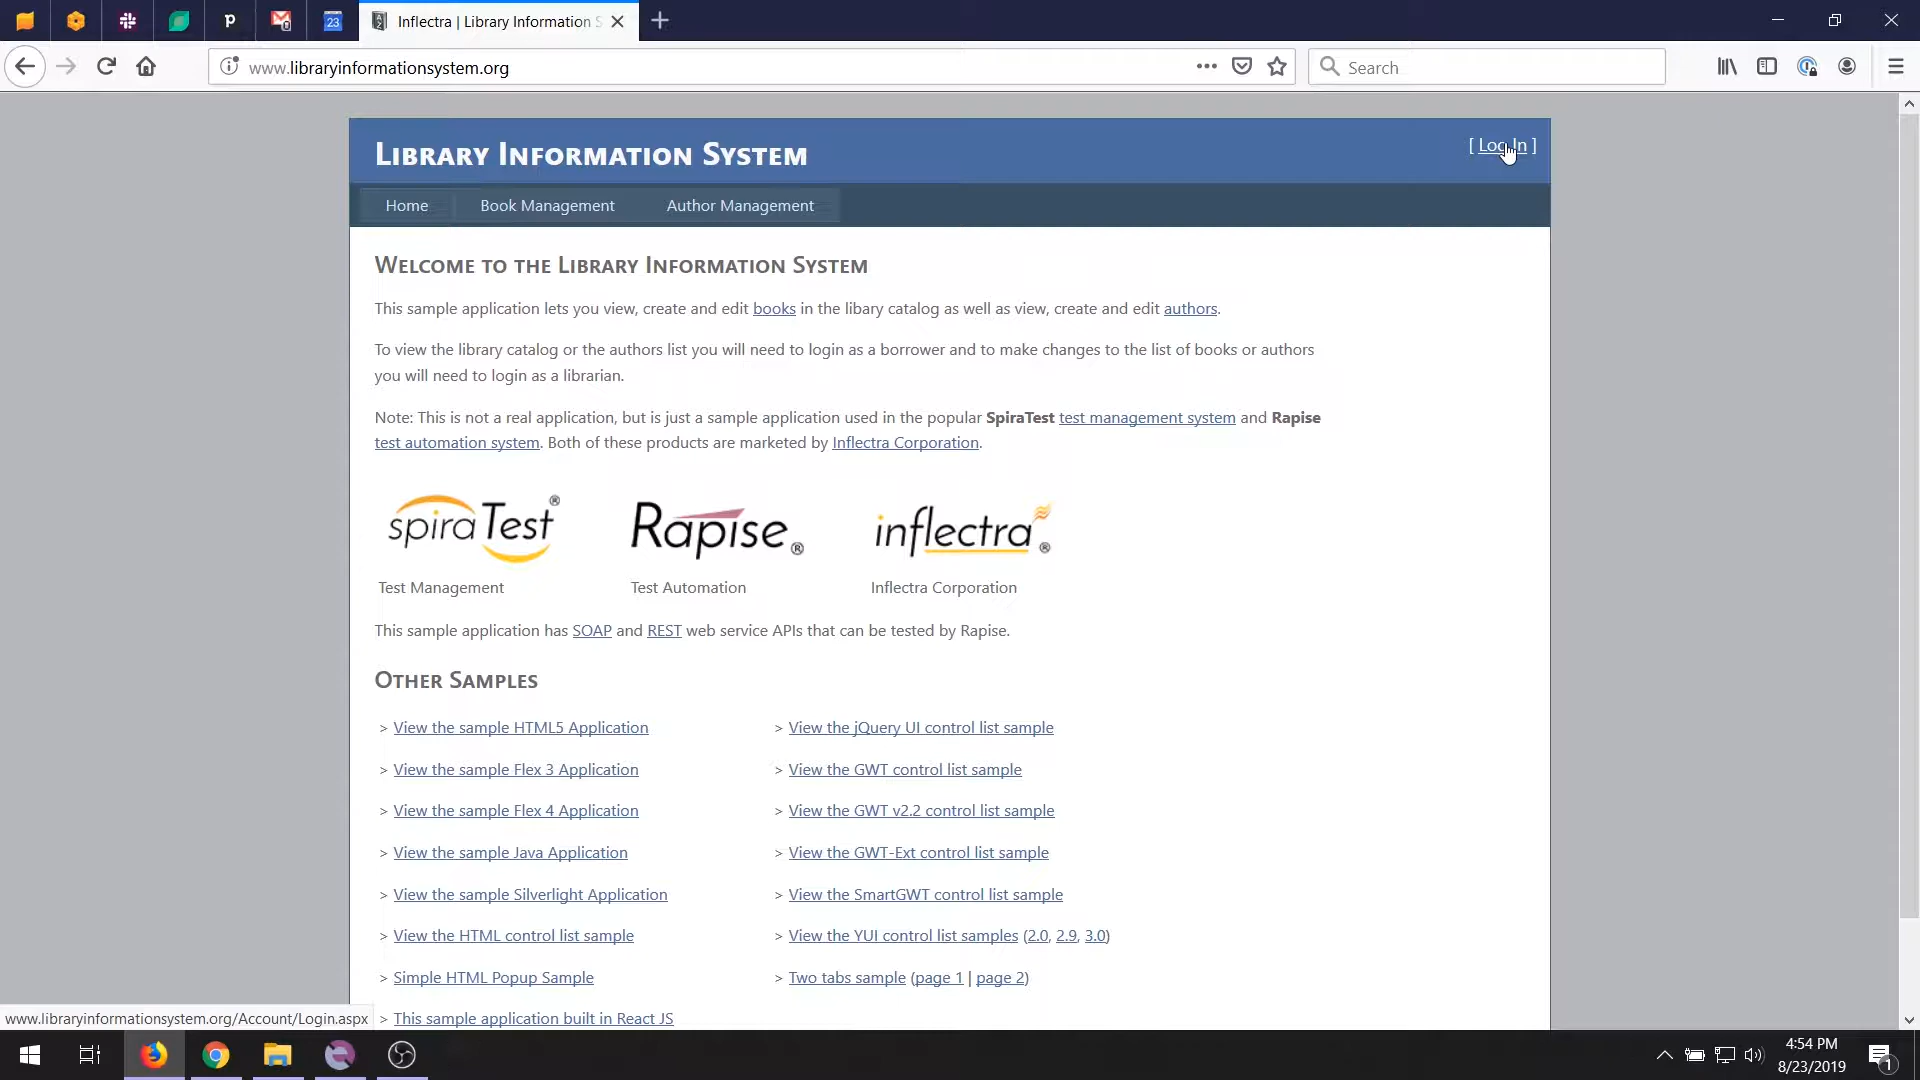 Inflectra | Library Information S
www.libraryinformationsystem.org
Search
Library Information System
[ Log In ]
Home Book Management Author Management
Welcome to the Library Information System
This sample application lets you view, create and edit books in the libary catalog as well as view, create and edit authors.
To view the library catalog or the authors list you will need to login as a borrower and to make changes to the list of books or authors
you will need to login as a librarian.
Note: This is not a real application, but is just a sample application used in the popular SpiraTest test management system and Rapise
test automation system. Both of these products are marketed by Inflectra Corporation.
spiraTest® Rapise® inflectra®
Test Management Test Automation Inflectra Corporation
This sample application has SOAP and REST web service APIs that can be tested by Rapise.
Other Samples
> View the sample HTML5 Application > View the jQuery UI control list sample
> View the sample Flex 3 Application > View the GWT control list sample
> View the sample Flex 4 Application > View the GWT v2.2 control list sample
> View the sample Java Application > View the GWT-Ext control list sample
> View the sample Silverlight Application > View the SmartGWT control list sample
> View the HTML control list sample > View the YUI control list samples (2.0, 2.9, 3.0)
> Simple HTML Popup Sample > Two tabs sample (page 1 | page 2)
www.libraryinformationsystem.org/Account/Login.aspx > This sample application built in React JS
4:54 PM
8/23/2019
1
23
p